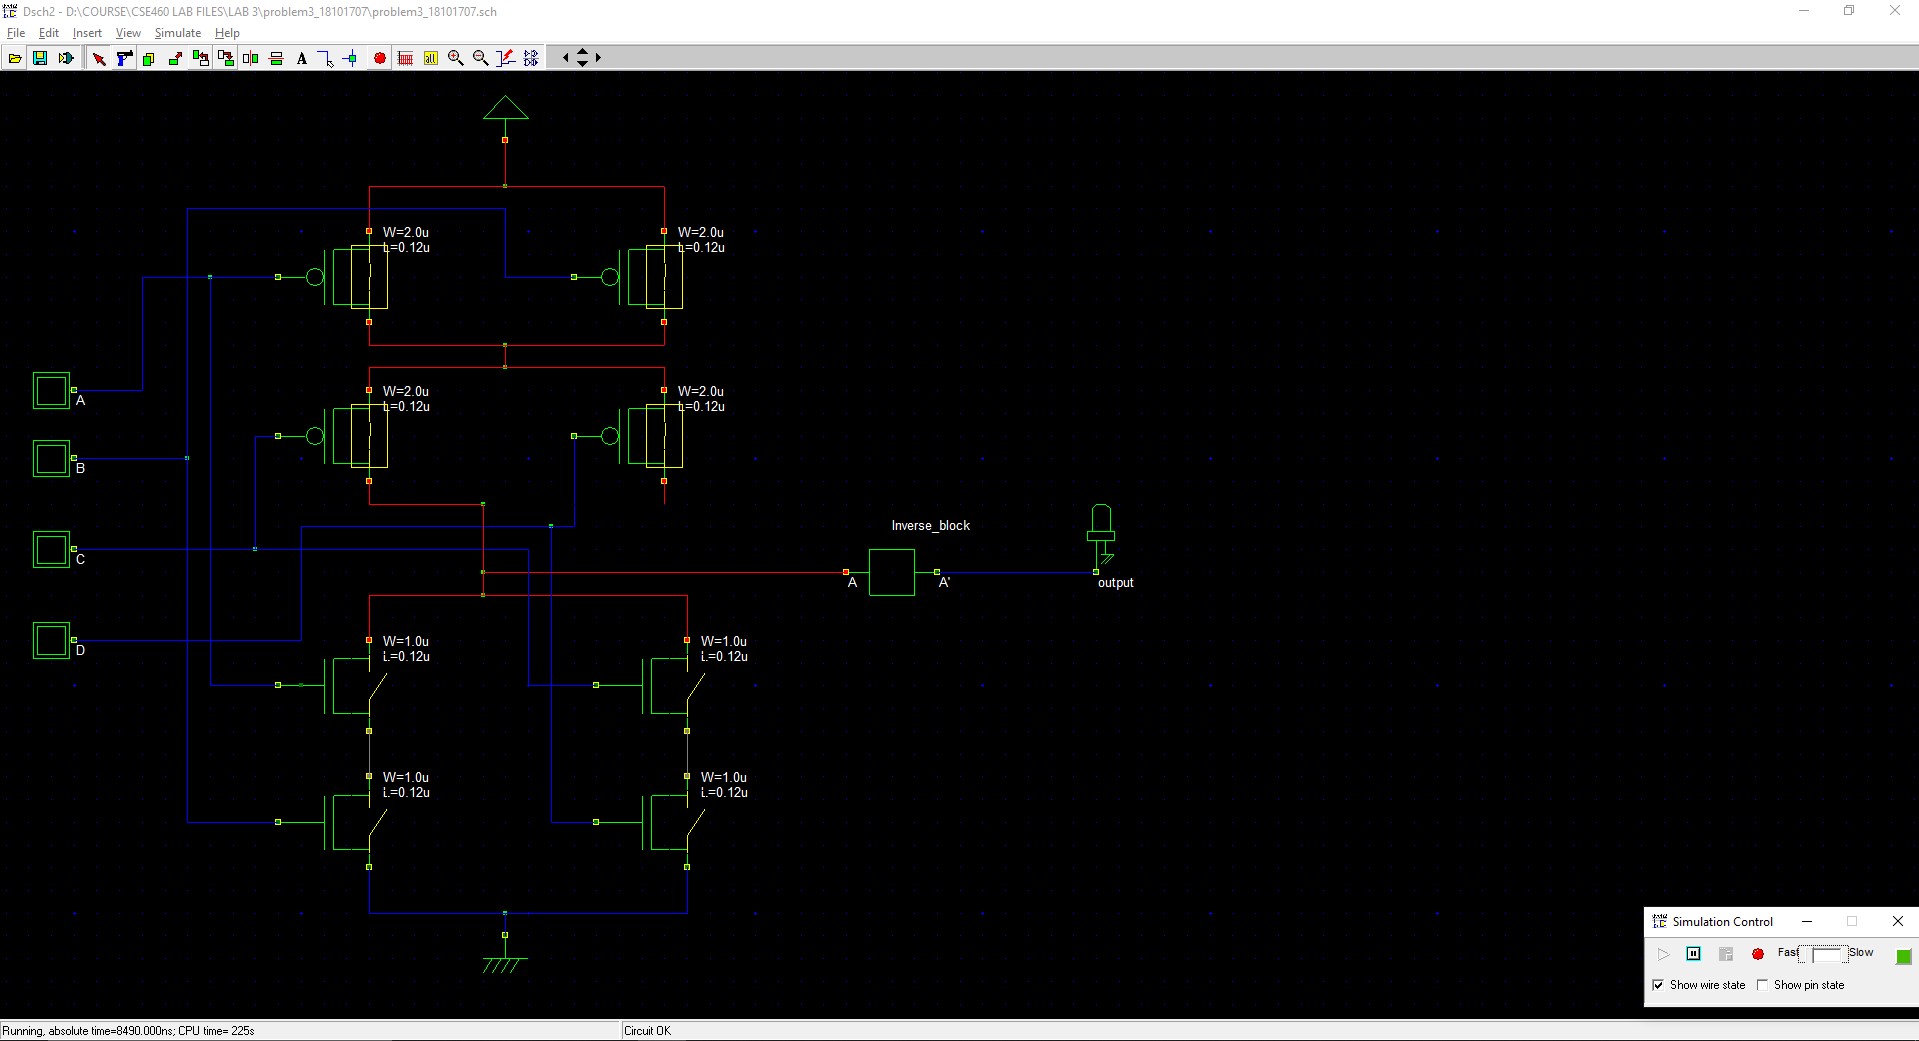 Dsch2 - D:\COURSE\CSE460 LAB FILES\LAB 3\problem3_18101707\problem3_18101707.sch
File Edit Insert View Simulate Help
A all
W=2.0u W=2.0u
L=0.12u L=0.12u
W=2.0u W=2.0u
L=0.12u L=0.12u
A
B
C
D
Inverse_block
A A'
output
W=1.0u W=1.0u
L=0.12u L=0.12u
W=1.0u W=1.0u
L=0.12u L=0.12u
Simulation Control
Fast Slow
Show wire state Show pin state
Running, absolute time=8490.000ns; CPU time= 225s Circuit OK